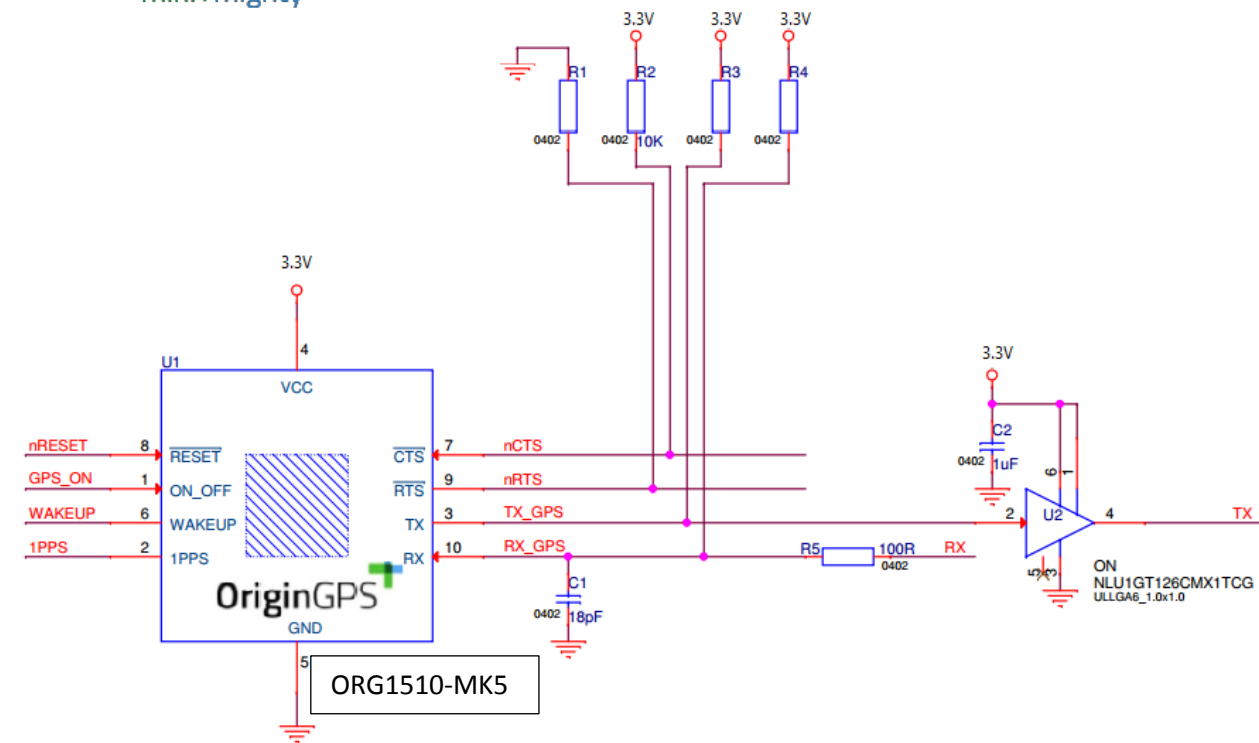 3.3V 3.3V 3.3V
R1 R2 R3 R4
0402 0402 10K 0402 0402
3.3V
4
U1
VCC
nRESET 8 RESET
GPS_ON 1 ON_OFF
WAKEUP 6 WAKEUP
1PPS 2 1PPS
CTS 7 nCTS
RTS 9 nRTS
TX 3 TX_GPS
RX 10 RX_GPS
OriginGPS
GND
5
ORG1510-MK5
C1
0402 18pF
R5 100R RX
0402
3.3V
C2
0402 1uF
6 1
2 U2 4 TX
5 3
ON
NLU1GT126CMX1TCG
ULLGA6_1.0x1.0